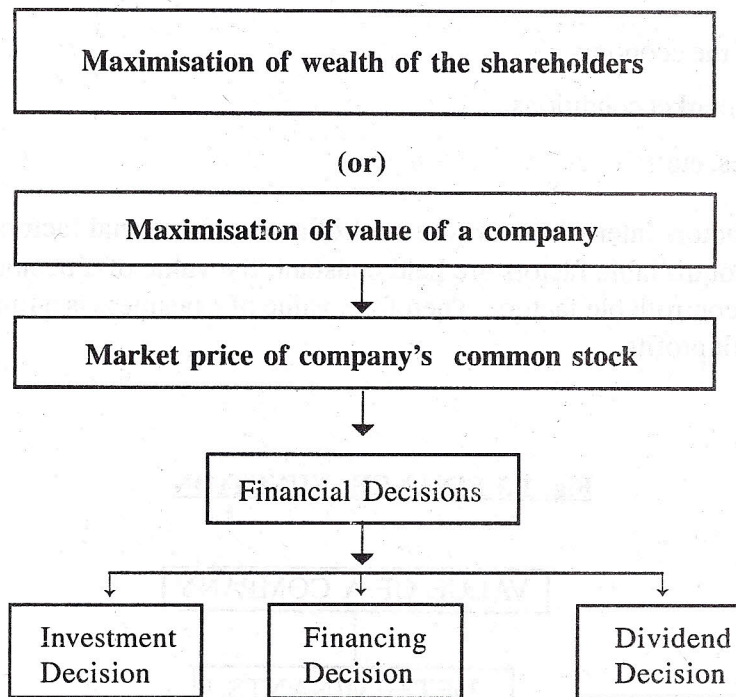 Maximisation of wealth of the shareholders
(or)
Maximisation of value of a company
Market price of company's common stock
Financial Decisions
Investment
Decision
Financing
Decision
Dividend
Decision